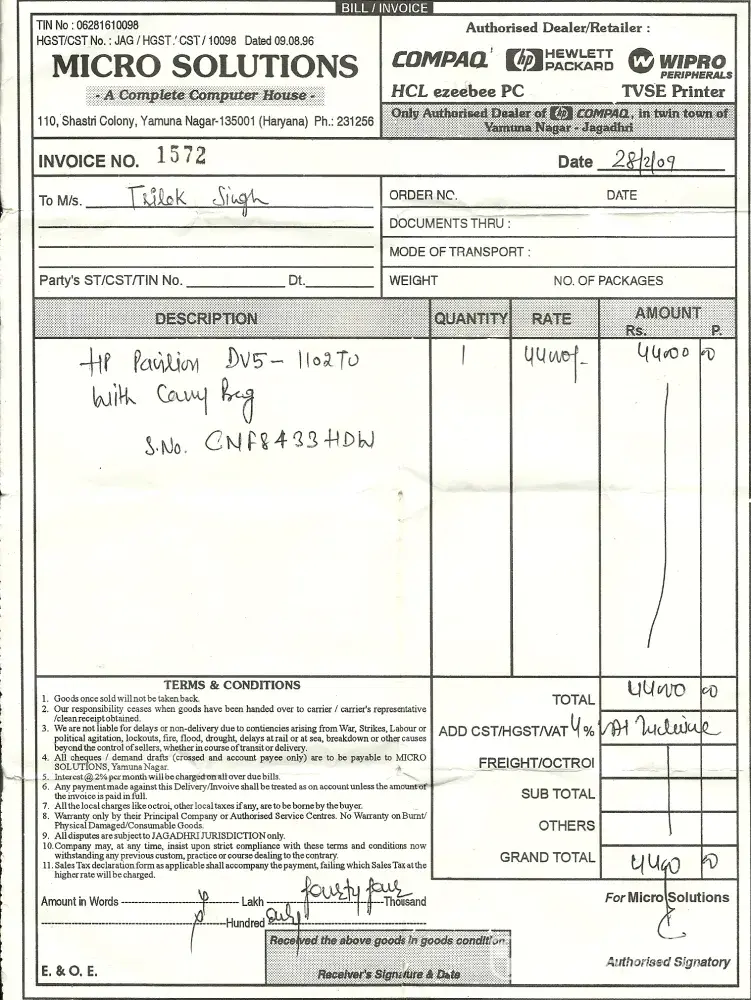 BILL / INVOICE
TIN No : 06281610098
HGST/CST No. : JAG / HGST.' CST / 10098 Dated 09.08.96
MICRO SOLUTIONS
- A Complete Computer House -
110, Shastri Colony, Yamuna Nagar-135001 (Haryana) Ph.: 231256
Authorised Dealer/Retailer :
COMPAQ hp HEWLETT PACKARD WIPRO PERIPHERALS
HCL ezeebee PC TVSE Printer
Only Authorised Dealer of hp COMPAQ, in twin town of
Yamuna Nagar - Jagadhri
INVOICE NO. 1572 Date 28/2/09
To M/s. Trilok Singh
Party's ST/CST/TIN No. Dt.
ORDER NO. DATE
DOCUMENTS THRU :
MODE OF TRANSPORT :
WEIGHT NO. OF PACKAGES
DESCRIPTION QUANTITY RATE AMOUNT
Rs. P.
HP Pavilion DV5-1102TU 1 44000/- 44000 00
With Carry Bag
S.No. CNF8433HDW
TERMS & CONDITIONS
1. Goods once sold will not be taken back.
2. Our responsibility ceases when goods have been handed over to carrier / carrier's representative
/clean receipt obtained.
3. We are not liable for delays or non-delivery due to contiencies arising from War, Strikes, Labour or
political agitation, lockouts, fire, flood, drought, delays at rail or at sea, breakdown or other causes
beyond the control of sellers, whether in course of transit or delivery.
4. All cheques / demand drafts (crossed and account payee only) are to be payable to MICRO
SOLUTIONS, Yamuna Nagar.
5. Interest @ 2% per month will be charged on all over due bills.
6. Any payment made against this Delivery/Invoive shall be treated as on account unless the amount of
the invoice is paid in full.
7. All the local charges like octroi, other local taxes if any, are to be borne by the buyer.
8. Warranty only by their Principal Company or Authorised Service Centres. No Warranty on Burnt/
Physical Damaged/Consumable Goods.
9. All disputes are subject to JAGADHRI JURISDICTION only.
10. Company may, at any time, insist upon strict compliance with these terms and conditions now
withstanding any previous custom, practice or course dealing to the contrary.
11. Sales Tax declaration form as applicable shall accompany the payment, failing which Sales Tax at the
higher rate will be charged.
TOTAL 44000 00
ADD CST/HGST/VAT 4% VAT Inclusive
FREIGHT/OCTROI
SUB TOTAL
OTHERS
GRAND TOTAL 4400 00
Amount in Words Lakh fourty four Thousand
Hundred only
For Micro Solutions
Received the above goods in goods condition.
E. & O. E.
Receiver's Signature & Date
Authorised Signatory